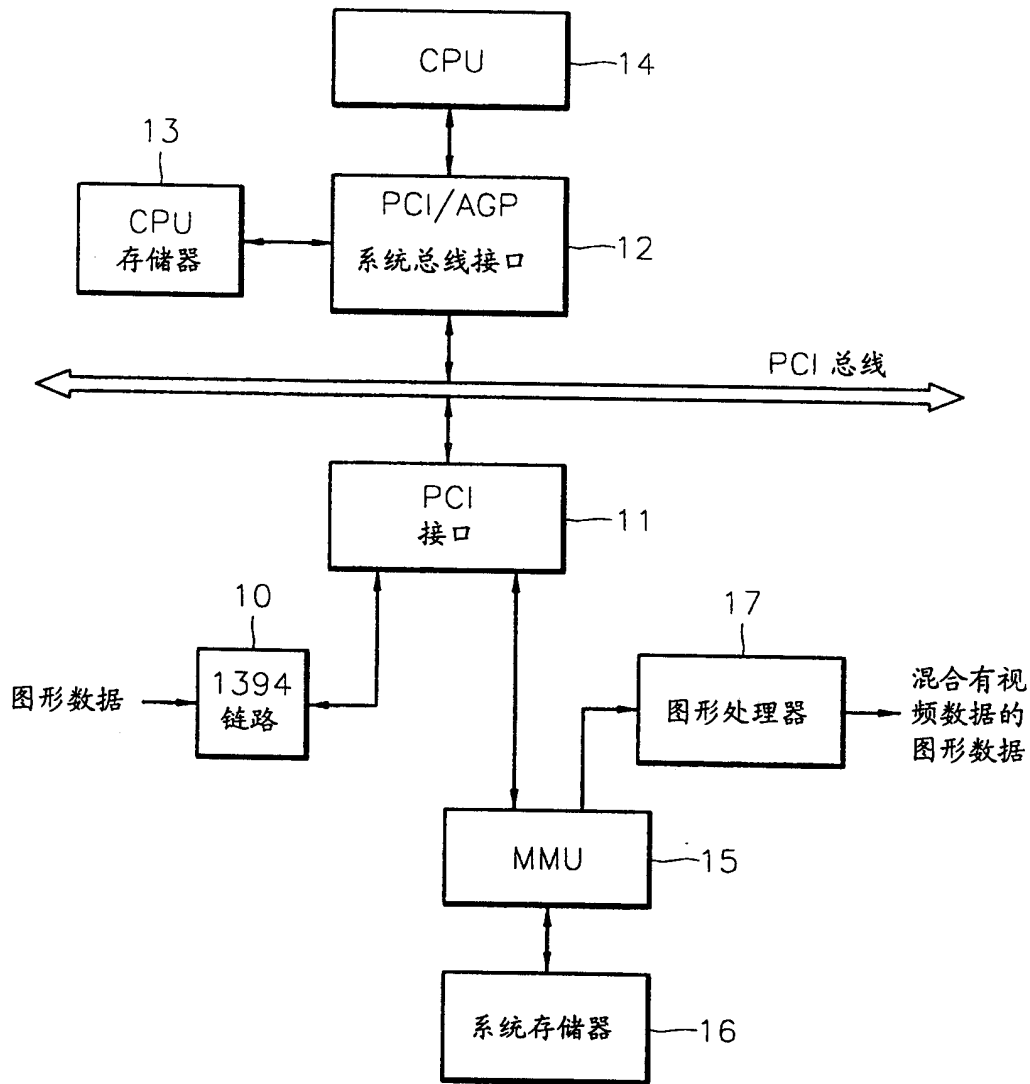 CPU
14
13
CPU
存储器
PCI/AGP
系统总线接口
12
PCI 总线
PCI
接口
11
10
17
图形数据
1394
链路
图形处理器
混合有视
频数据的
图形数据
MMU
15
系统存储器
16